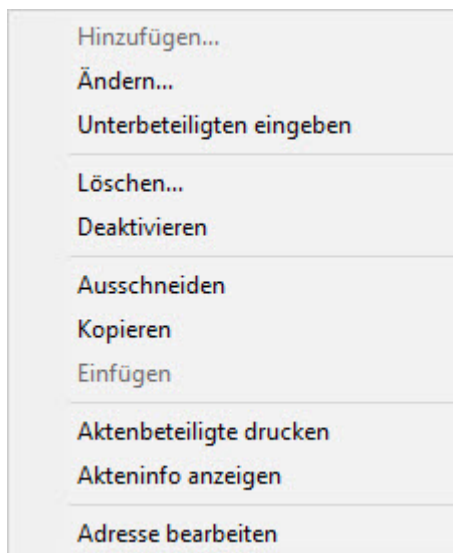 Hinzufügen...
Ändern...
Unterbeteiligten eingeben
Löschen...
Deaktivieren
Ausschneiden
Kopieren
Einfügen
Aktenbeteiligte drucken
Akteninfo anzeigen
Adresse bearbeiten